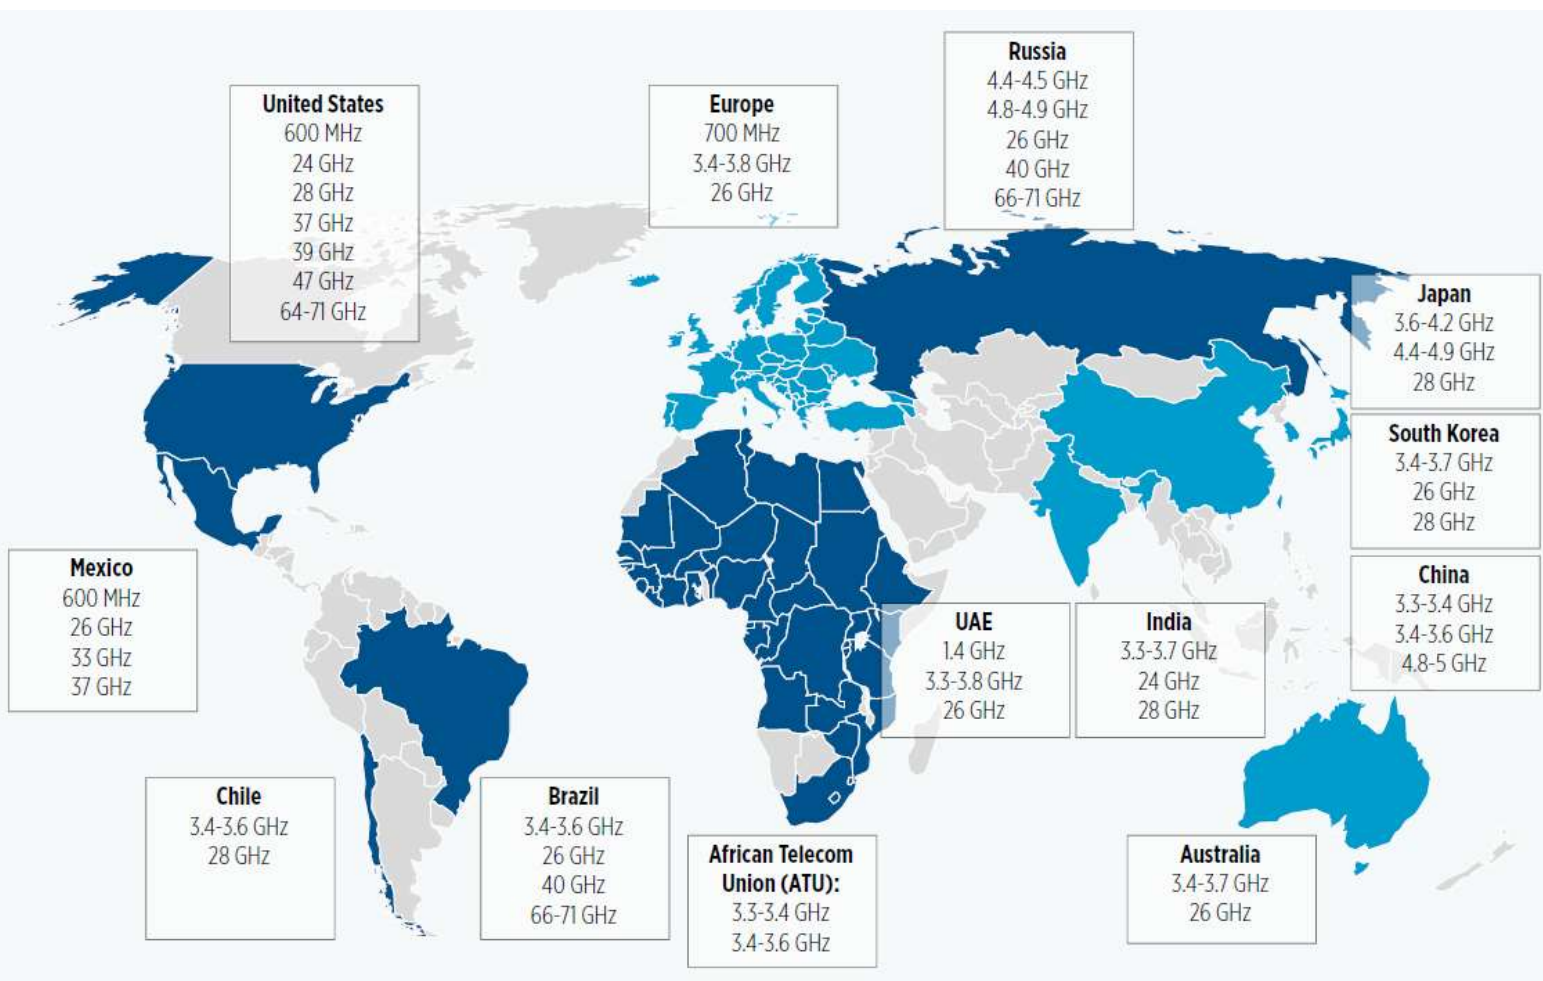 United States
600 MHz
24 GHz
28 GHz
37 GHz
39 GHz
47 GHz
64-71 GHz
Europe
700 MHz
3.4-3.8 GHz
26 GHz
Russia
4.4-4.5 GHz
4.8-4.9 GHz
26 GHz
40 GHz
66-71 GHz
Japan
3.6-4.2 GHz
4.4-4.9 GHz
28 GHz
South Korea
3.4-3.7 GHz
26 GHz
28 GHz
China
3.3-3.4 GHz
3.4-3.6 GHz
4.8-5 GHz
Mexico
600 MHz
26 GHz
33 GHz
37 GHz
UAE
1.4 GHz
3.3-3.8 GHz
26 GHz
India
3.3-3.7 GHz
24 GHz
28 GHz
Chile
3.4-3.6 GHz
28 GHz
Brazil
3.4-3.6 GHz
26 GHz
40 GHz
66-71 GHz
African Telecom
Union (ATU):
3.3-3.4 GHz
3.4-3.6 GHz
Australia
3.4-3.7 GHz
26 GHz